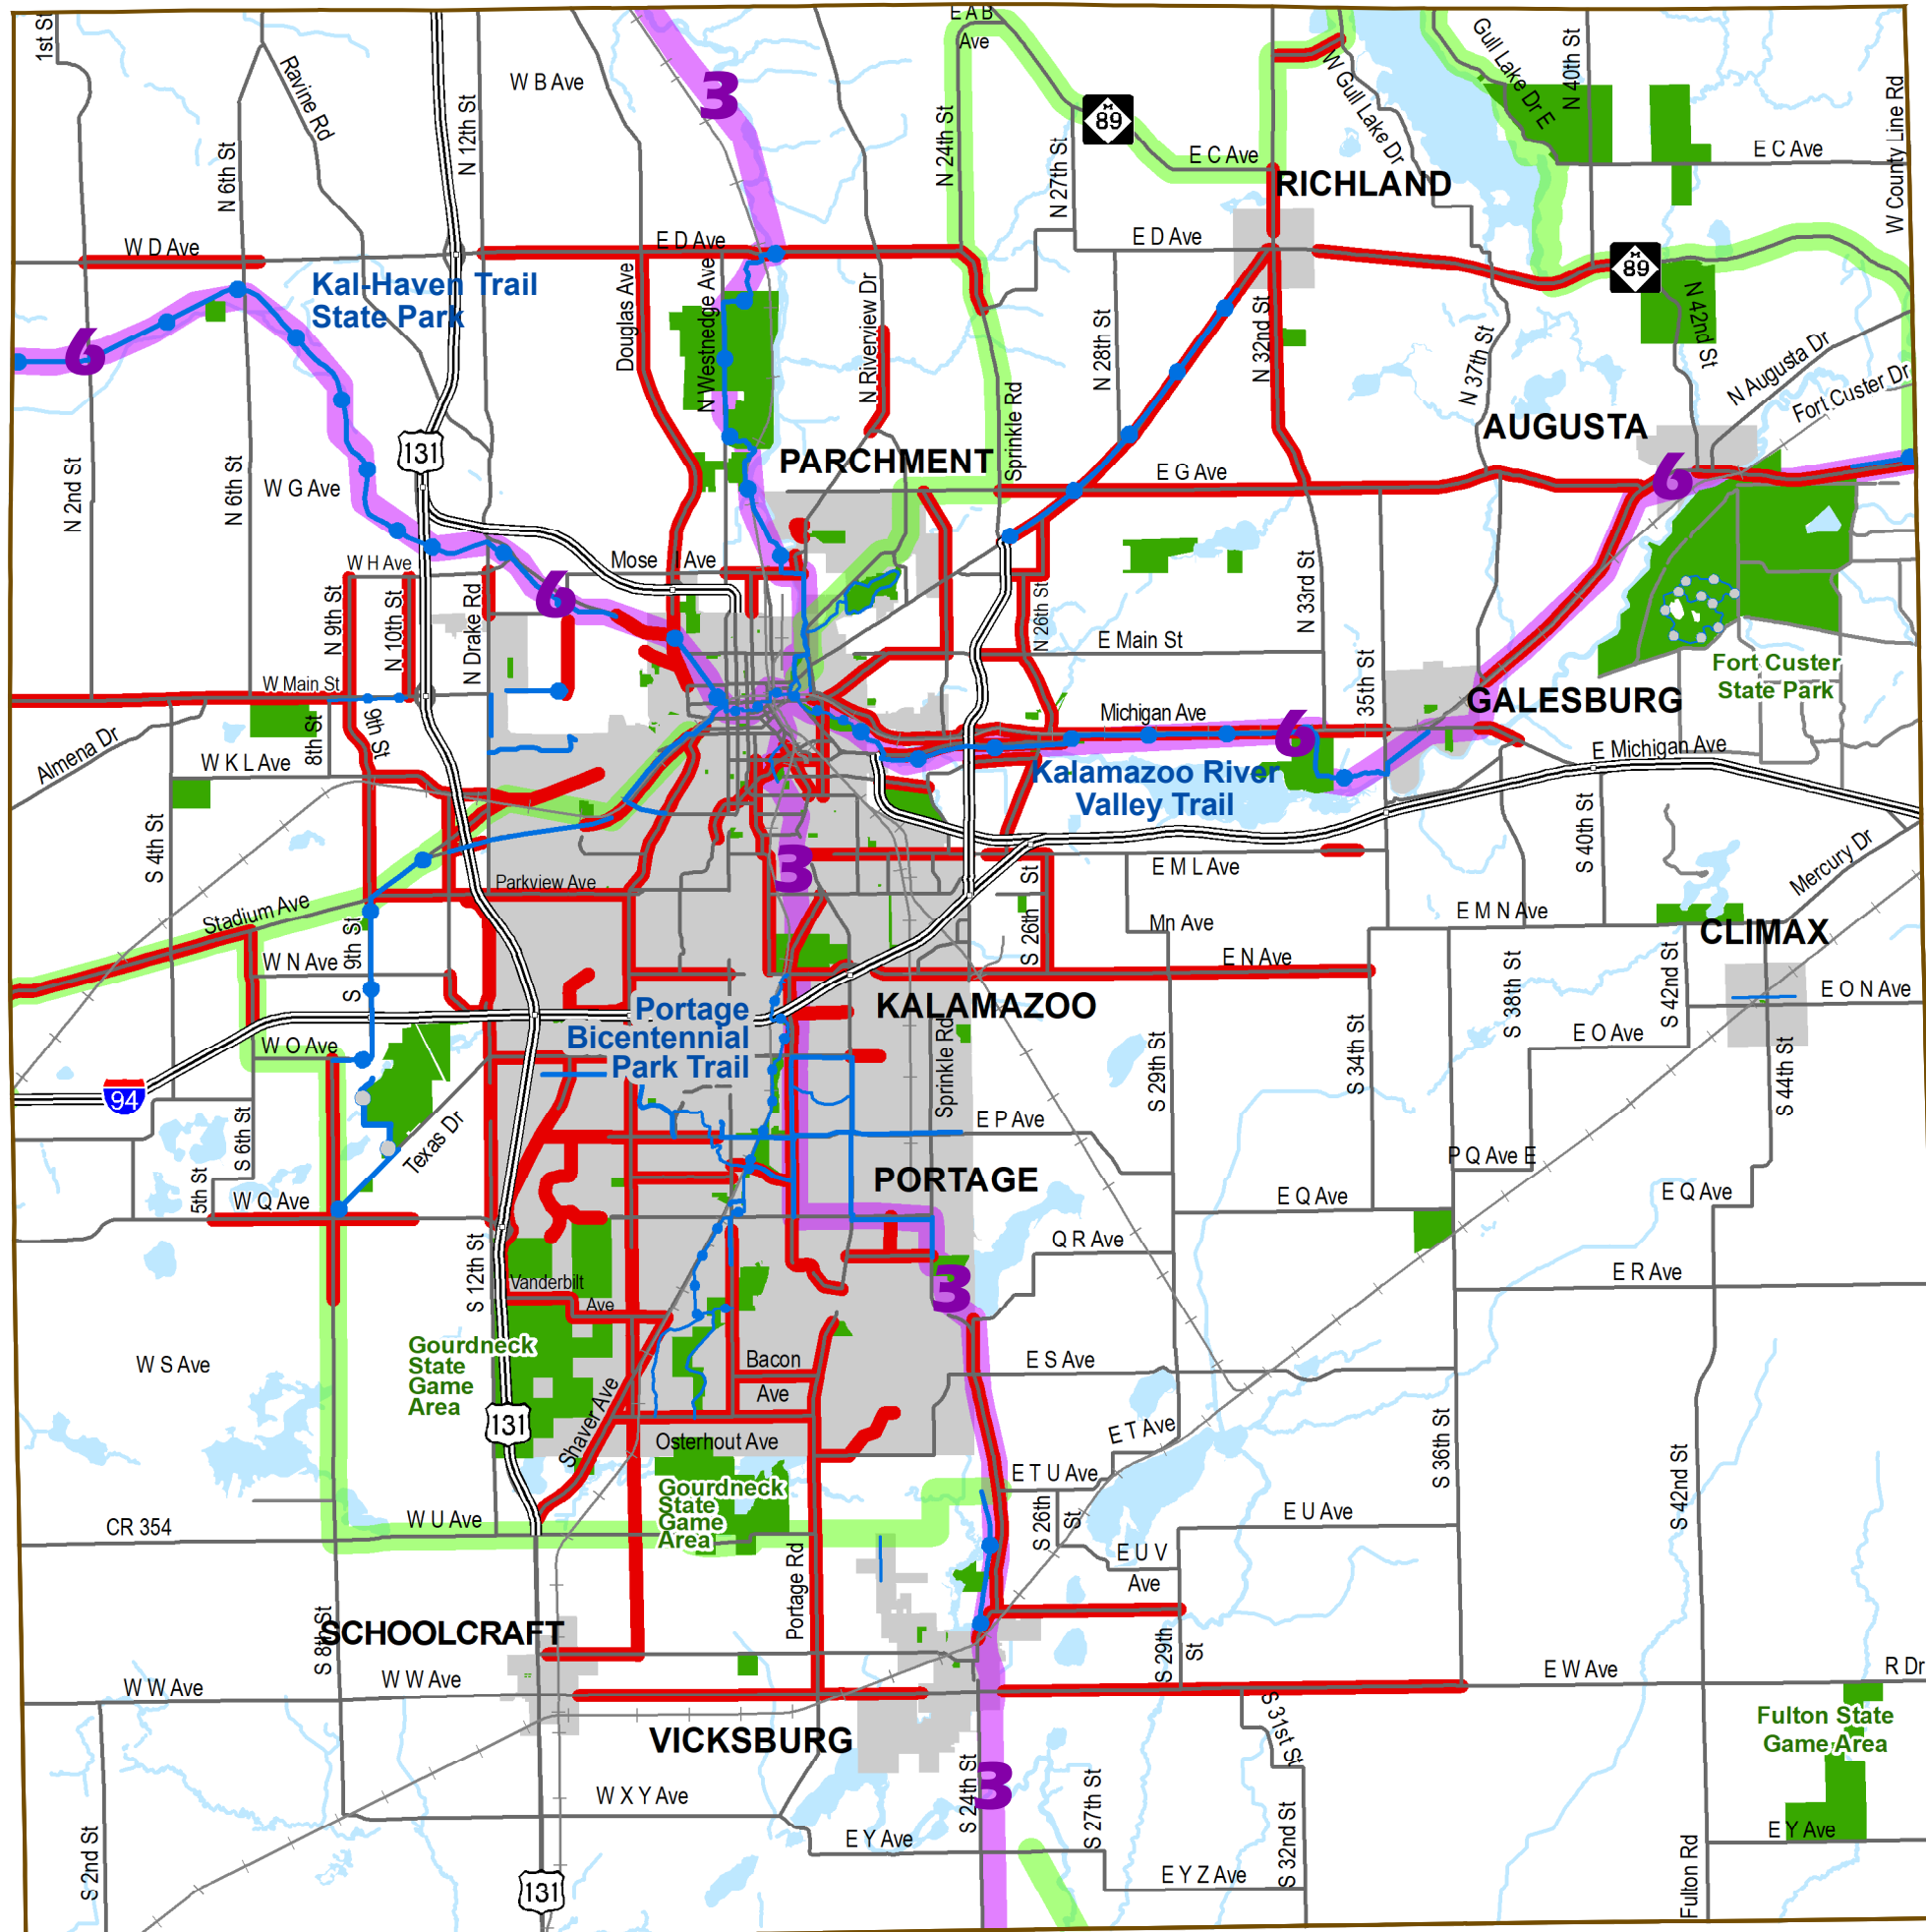 1st St
Ravine Rd
N 12th St
W B Ave
3
E A B
Ave
N 24th St
M
89
N 27th St
E C Ave
W Gull Lake Dr
Gull Lake Dr E
N 40th St
E C Ave
W County Line Rd
N 6th St
RICHLAND
W D Ave
E D Ave
E D Ave
M
89
Kal-Haven Trail
State Park
Douglas Ave
N Westnedge Ave
N Riverview Dr
N 28th St
N 32nd St
N 37th St
N 42nd St
N Augusta Dr
Fort Custer Dr
6
Sprinkle Rd
131
N 2nd St
N 6th St
W G Ave
PARCHMENT
E G Ave
AUGUSTA
6
W H Ave
Mose
I Ave
N 9th St
N 10th St
N Drake Rd
6
N 26th St
N 33rd St
E Main St
35th St
Fort Custer
State Park
W Main St
Almena Dr
8th St
9th St
W K L Ave
Michigan Ave
6
GALESBURG
E Michigan Ave
Kalamazoo River
Valley Trail
S 4th St
3
E M L Ave
S 40th St
Mercury Dr
Parkview Ave
Stadium Ave
S 26th St
Mn Ave
E M N Ave
CLIMAX
W N Ave
S 9th St
E N Ave
S 38th St
S 42nd St
E O N Ave
Portage
Bicentennial
Park Trail
KALAMAZOO
W O Ave
E O Ave
94
Sprinkle Rd
S 29th St
S 34th St
S 44th St
S 6th St
Texas Dr
E P Ave
P Q Ave E
5th St
W Q Ave
PORTAGE
E Q Ave
E Q Ave
S 12th St
Q R Ave
Vanderbilt
Ave
3
E R Ave
Gourdneck
State
Game
Area
W S Ave
Bacon
Ave
E S Ave
131
Shaver Ave
Osterhout Ave
E T Ave
S 36th St
S 42nd St
Gourdneck
State
Game
Area
E T U Ave
CR 354
W U Ave
S 26th
St
E U Ave
E U V
Ave
Portage Rd
SCHOOLCRAFT
S 8th St
S 29th
St
W W Ave
W W Ave
E W Ave
R Dr
VICKSBURG
S 31st St
Fulton State
Game Area
S 24th St
3
W X Y Ave
S 2nd St
E Y Ave
S 27th St
S 32nd St
E Y Ave
131
E Y Z Ave
Fulton Rd